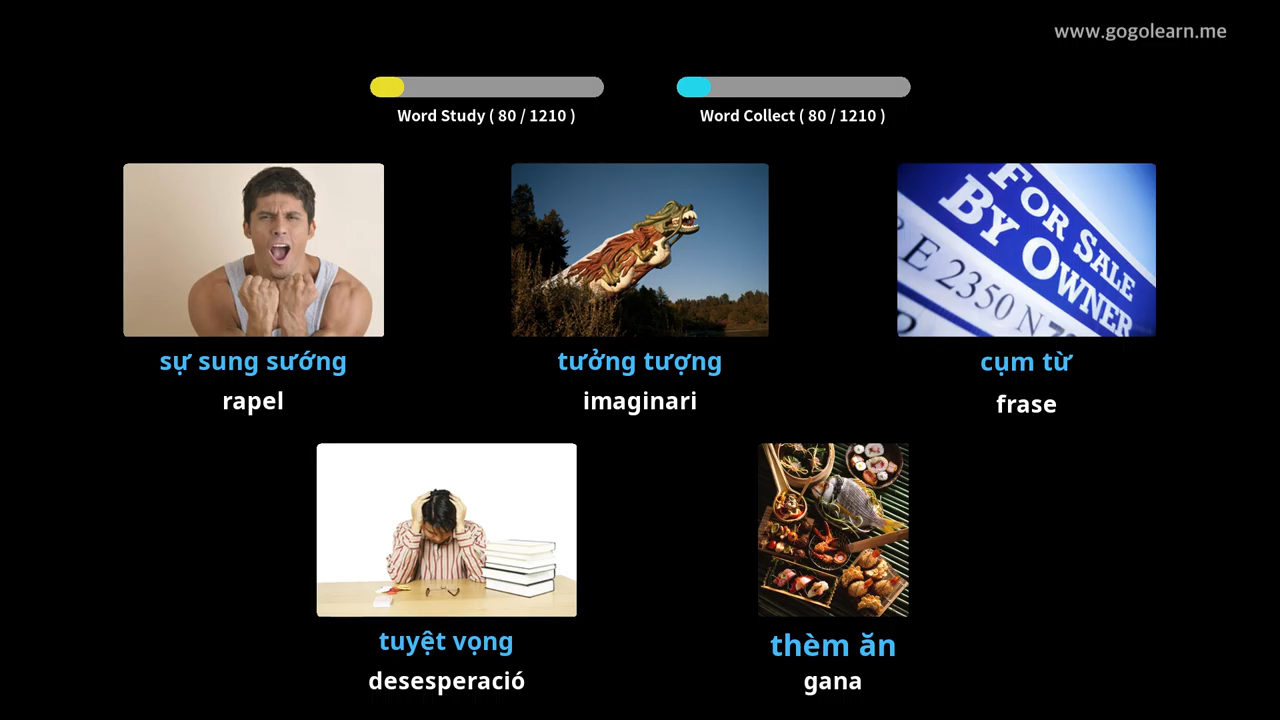 www.gogolearn.me
Word Study ( 80 / 1210 )
Word Collect ( 80 / 1210 )
FOR SALE
BY OWNER
E 2350 N
sự sung sướng
rapel
tưởng tượng
imaginari
cụm từ
frase
tuyệt vọng
desesperació
thèm ăn
gana